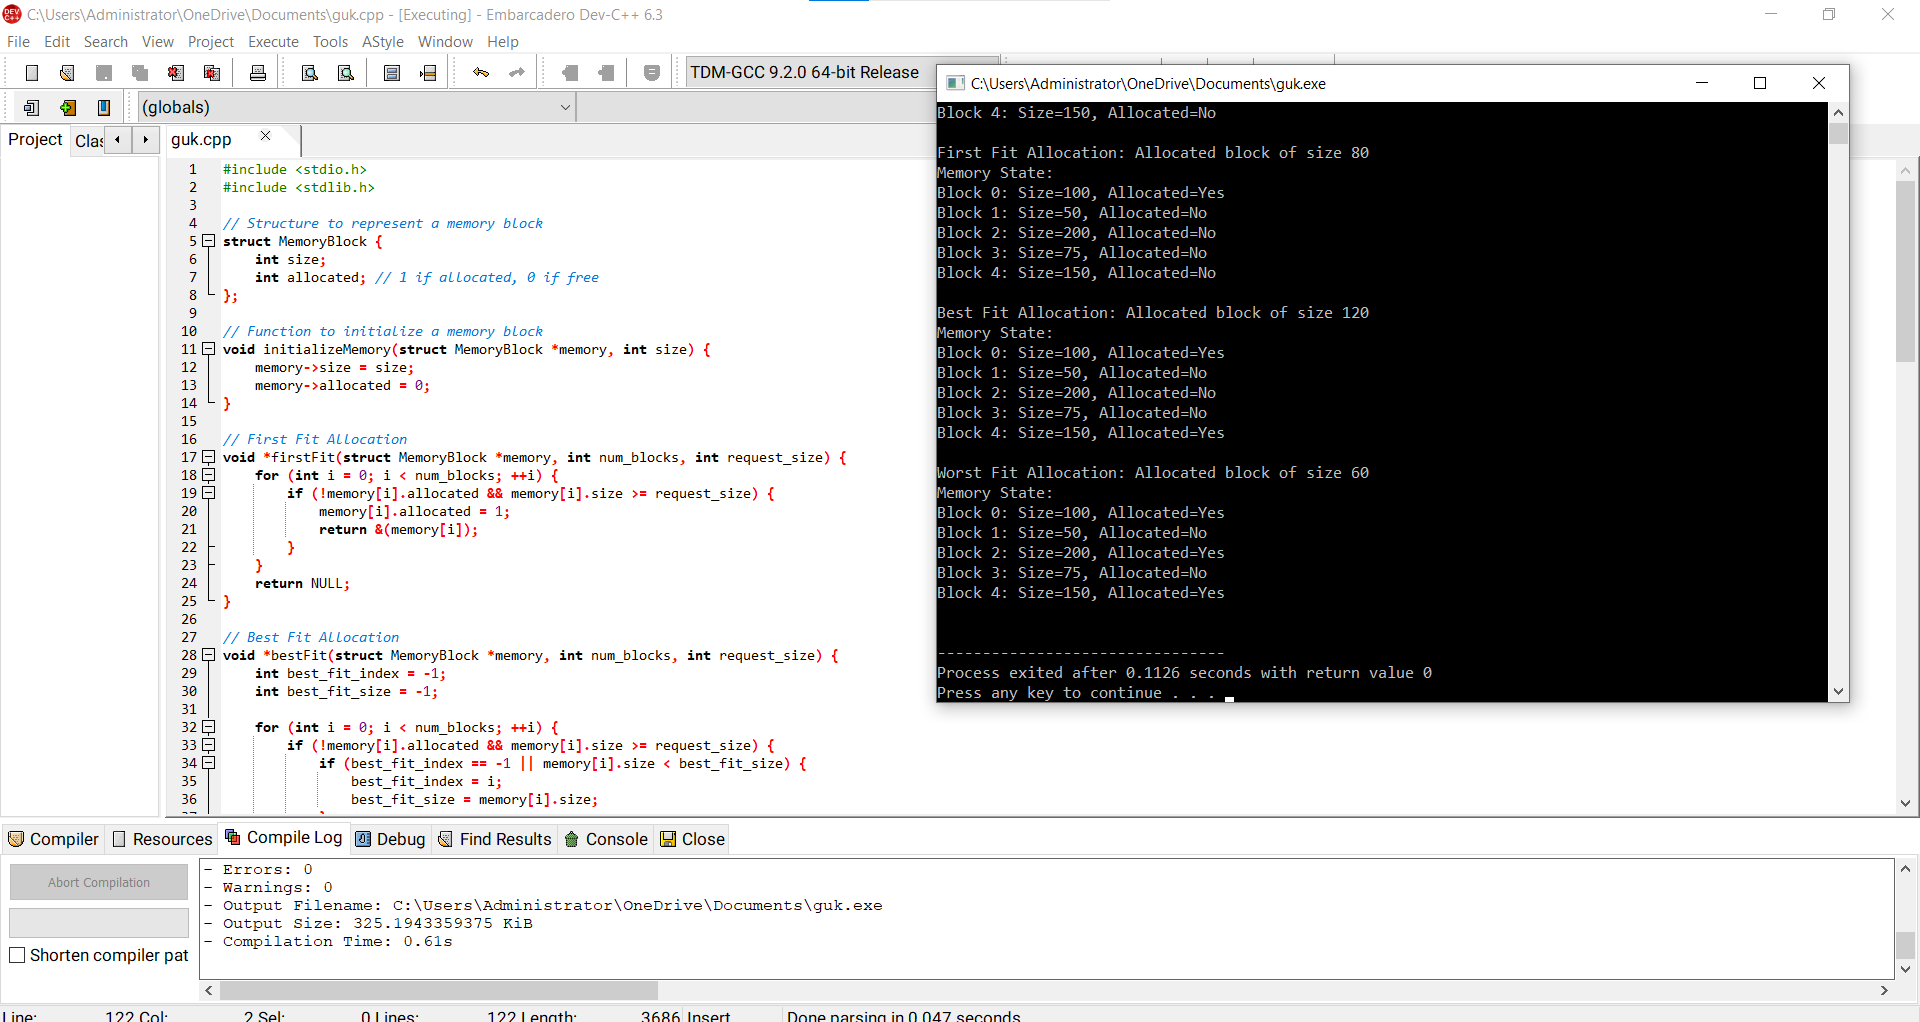 C:\Users\Administrator\OneDrive\Documents\guk.cpp - [Executing] - Embarcadero Dev-C++ 6.3
File Edit Search View Project Execute Tools AStyle Window Help
TDM-GCC 9.2.0 64-bit Release
(globals)
Project
guk.cpp
1 #include <stdio.h>
2 #include <stdlib.h>
3
4 // Structure to represent a memory block
5 struct MemoryBlock {
6 int size;
7 int allocated; // 1 if allocated, 0 if free
8 };
9
10 // Function to initialize a memory block
11 void initializeMemory(struct MemoryBlock *memory, int size) {
12 memory->size = size;
13 memory->allocated = 0;
14 }
15
16 // First Fit Allocation
17 void *firstFit(struct MemoryBlock *memory, int num_blocks, int request_size) {
18 for (int i = 0; i < num_blocks; ++i) {
19 if (!memory[i].allocated && memory[i].size >= request_size) {
20 memory[i].allocated = 1;
21 return &(memory[i]);
22 }
23 }
24 return NULL;
25 }
26
27 // Best Fit Allocation
28 void *bestFit(struct MemoryBlock *memory, int num_blocks, int request_size) {
29 int best_fit_index = -1;
30 int best_fit_size = -1;
31
32 for (int i = 0; i < num_blocks; ++i) {
33 if (!memory[i].allocated && memory[i].size >= request_size) {
34 if (best_fit_index == -1 || memory[i].size < best_fit_size) {
35 best_fit_index = i;
36 best_fit_size = memory[i].size;
C:\Users\Administrator\OneDrive\Documents\guk.exe
Block 4: Size=150, Allocated=No
First Fit Allocation: Allocated block of size 80
Memory State:
Block 0: Size=100, Allocated=Yes
Block 1: Size=50, Allocated=No
Block 2: Size=200, Allocated=No
Block 3: Size=75, Allocated=No
Block 4: Size=150, Allocated=No
Best Fit Allocation: Allocated block of size 120
Memory State:
Block 0: Size=100, Allocated=Yes
Block 1: Size=50, Allocated=No
Block 2: Size=200, Allocated=No
Block 3: Size=75, Allocated=No
Block 4: Size=150, Allocated=Yes
Worst Fit Allocation: Allocated block of size 60
Memory State:
Block 0: Size=100, Allocated=Yes
Block 1: Size=50, Allocated=No
Block 2: Size=200, Allocated=Yes
Block 3: Size=75, Allocated=No
Block 4: Size=150, Allocated=Yes
--------------------------------
Process exited after 0.1126 seconds with return value 0
Press any key to continue . . .
Compiler Resources Compile Log Debug Find Results Console Close
Abort Compilation
Shorten compiler pat
- Errors: 0
- Warnings: 0
- Output Filename: C:\Users\Administrator\OneDrive\Documents\guk.exe
- Output Size: 325.1943359375 KiB
- Compilation Time: 0.61s
Line: 122 Col: 2 Sel: 0 Lines: 122 Length: 3686 Insert Done parsing in 0.047 seconds